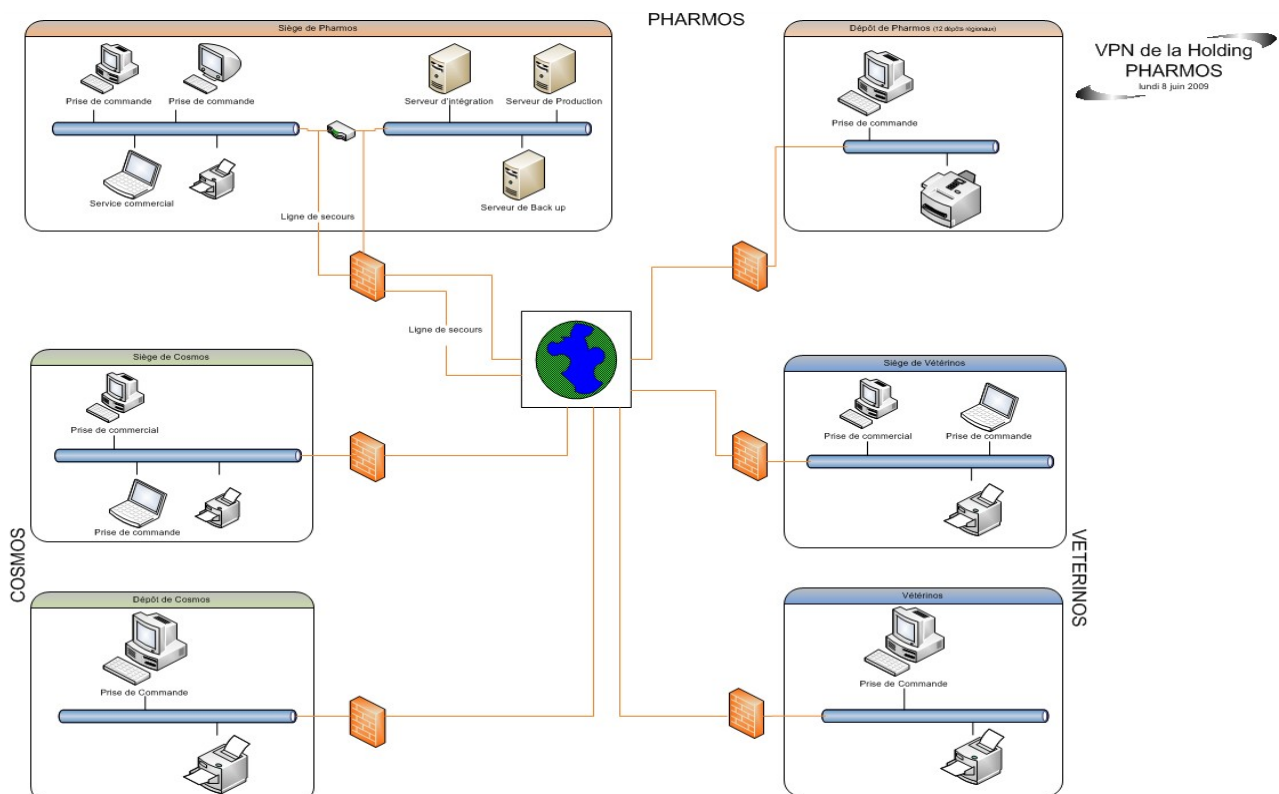 PHARMOS
VPN de la Holding
PHARMOS
lundi 8 juin 2009
Siège de Pharmos
Prise de commande
Prise de commande
Serveur d'intégration
Serveur de Production
Service commercial
Serveur de Back up
Ligne de secours
Dépôt de Pharmos (12 dépôts régionaux)
Prise de commande
Ligne de secours
COSMOS
Siège de Cosmos
Prise de commercial
Prise de commande
Siège de Vétérinos
Prise de commercial
Prise de commande
VETERINOS
Dépôt de Cosmos
Prise de Commande
Vétérinos
Prise de Commande